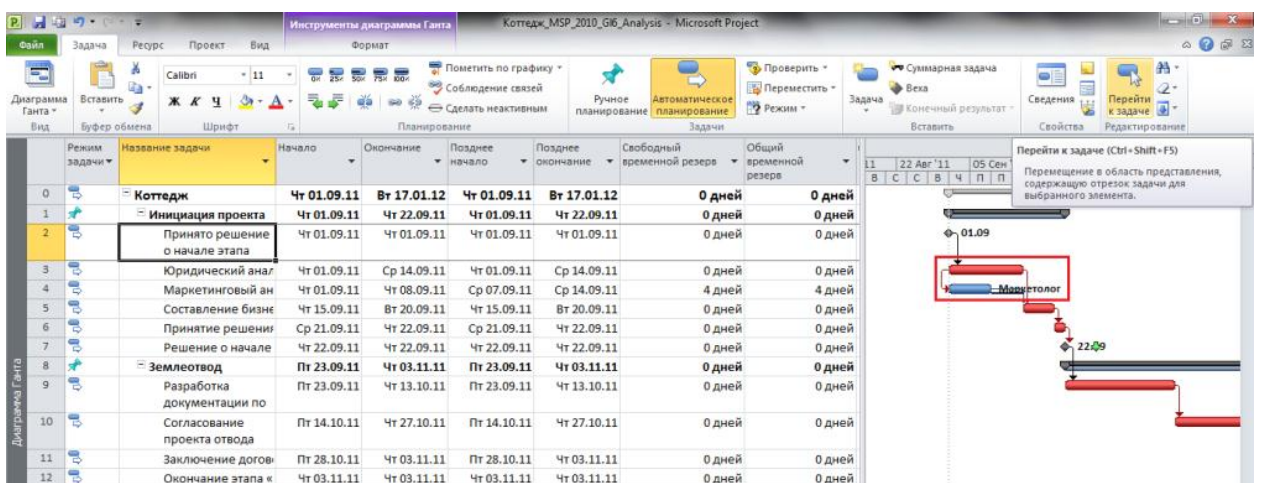 Инструменты диаграммы Ганта
Коттедж_MSP_2010_GI6_Analysis - Microsoft Project
Файл Задача Ресурс Проект Вид Формат
Calibri 11
0x 25x 50x 75x 100x
Пометить по графику
Проверить
Суммарная задача
Соблюдение связей
Переместить
Веха
Диаграмма Ганта
Вставить
Ж К Ч
Сделать неактивным
Ручное планирование
Автоматическое планирование
Режим
Задача
Конечный результат
Сведения
Перейти к задаче
Вид Буфер обмена Шрифт Планирование Задачи Вставить Свойства Редактирование
Режим задачи
Название задачи
Начало
Окончание
Позднее начало
Позднее окончание
Свободный временной резерв
Общий временной резерв
11 22 Авг '11 05 Сен
В С С В Ч П П
Перейти к задаче (Ctrl+Shift+F5)
Перемещение в область представления,
содержащую отрезок задачи для
выбранного элемента.
0 Коттедж Чт 01.09.11 Вт 17.01.12 Чт 01.09.11 Вт 17.01.12 0 дней 0 дней
1 Инициация проекта Чт 01.09.11 Чт 22.09.11 Чт 01.09.11 Чт 22.09.11 0 дней 0 дней
2 Принято решение Чт 01.09.11 Чт 01.09.11 Чт 01.09.11 Чт 01.09.11 0 дней 0 дней 01.09
о начале этапа
3 Юридический анал Чт 01.09.11 Ср 14.09.11 Чт 01.09.11 Ср 14.09.11 0 дней 0 дней
4 Маркетинговый ан Чт 01.09.11 Чт 08.09.11 Ср 07.09.11 Ср 14.09.11 4 дней 4 дней Маркетолог
5 Составление бизне Чт 15.09.11 Вт 20.09.11 Чт 15.09.11 Вт 20.09.11 0 дней 0 дней
6 Принятие решения Ср 21.09.11 Чт 22.09.11 Ср 21.09.11 Чт 22.09.11 0 дней 0 дней
7 Решение о начале Чт 22.09.11 Чт 22.09.11 Чт 22.09.11 Чт 22.09.11 0 дней 0 дней
8 Землеотвод Пт 23.09.11 Чт 03.11.11 Пт 23.09.11 Чт 03.11.11 0 дней 0 дней
9 Разработка Пт 23.09.11 Чт 13.10.11 Пт 23.09.11 Чт 13.10.11 0 дней 0 дней
документации по
10 Согласование Пт 14.10.11 Чт 27.10.11 Пт 14.10.11 Чт 27.10.11 0 дней 0 дней
проекта отвода
11 Заключение догов Пт 28.10.11 Чт 03.11.11 Пт 28.10.11 Чт 03.11.11 0 дней 0 дней
12 Окончание этапа « Чт 03.11.11 Чт 03.11.11 Чт 03.11.11 Чт 03.11.11 0 дней 0 дней
Диаграмма Ганта